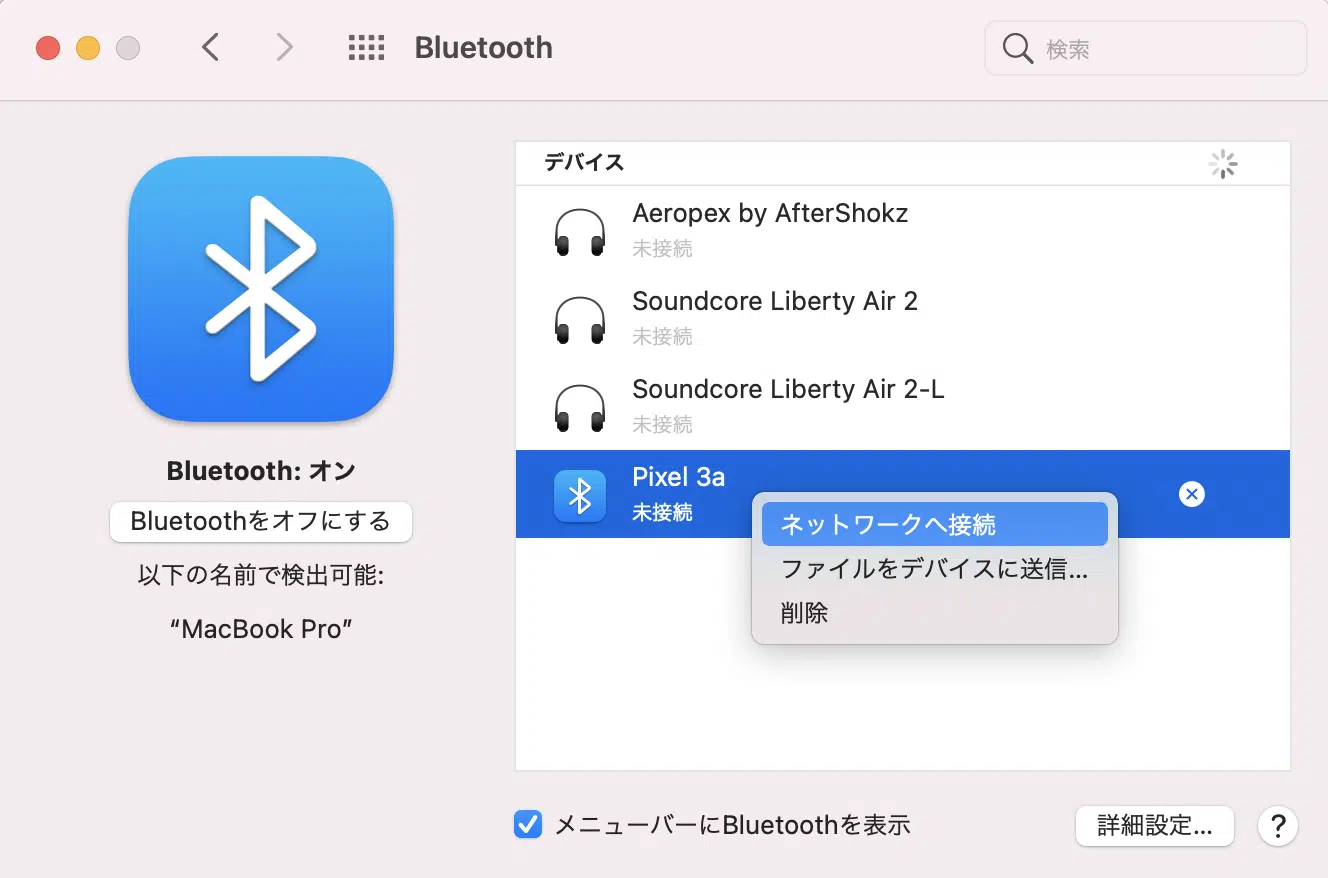 Bluetooth
検索
Bluetooth: オン
Bluetoothをオフにする
以下の名前で検出可能:
“MacBook Pro”
デバイス
Aeropex by AfterShokz
未接続
Soundcore Liberty Air 2
未接続
Soundcore Liberty Air 2-L
未接続
Pixel 3a
未接続
ネットワークへ接続
ファイルをデバイスに送信...
削除
メニューバーにBluetoothを表示
詳細設定...
?